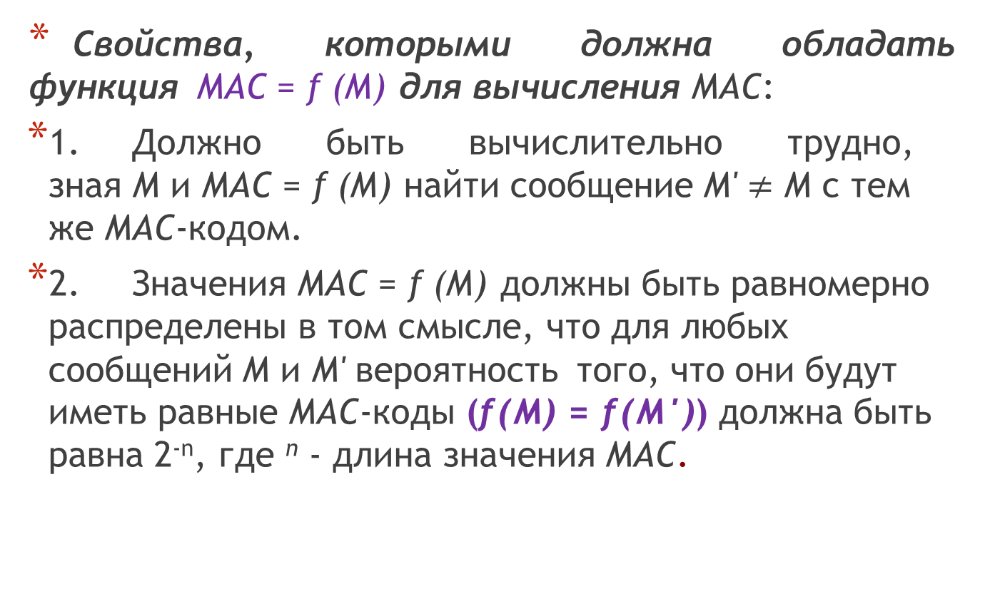 * Свойства, которыми должна обладать
функция MAC = f (M) для вычисления MAC:
*1. Должно быть вычислительно трудно,
зная M и MAC = f (M) найти сообщение M' ≠ M с тем
же MAC-кодом.
*2. Значения MAC = f (M) должны быть равномерно
распределены в том смысле, что для любых
сообщений M и M' вероятность того, что они будут
иметь равные MAC-коды (f(M) = f(M')) должна быть
равна 2⁻ⁿ, где ⁿ - длина значения MAC.